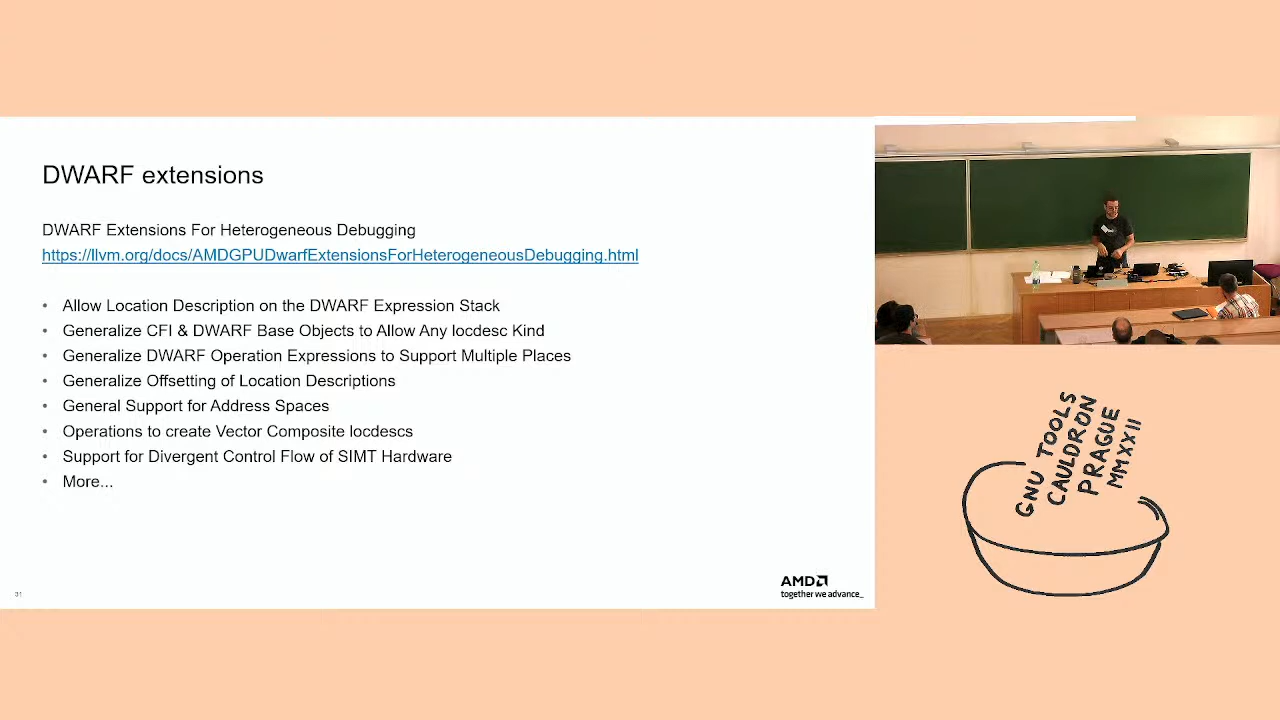 DWARF extensions
DWARF Extensions For Heterogeneous Debugging
https://llvm.org/docs/AMDGPUDwarfExtensionsForHeterogeneousDebugging.html
• Allow Location Description on the DWARF Expression Stack
• Generalize CFI & DWARF Base Objects to Allow Any locdesc Kind
• Generalize DWARF Operation Expressions to Support Multiple Places
• Generalize Offsetting of Location Descriptions
• General Support for Address Spaces
• Operations to create Vector Composite locdescs
• Support for Divergent Control Flow of SIMT Hardware
• More...
31
AMD
together we advance_
GNU TOOLS
CAULDRON
PRAGUE
MMXXII